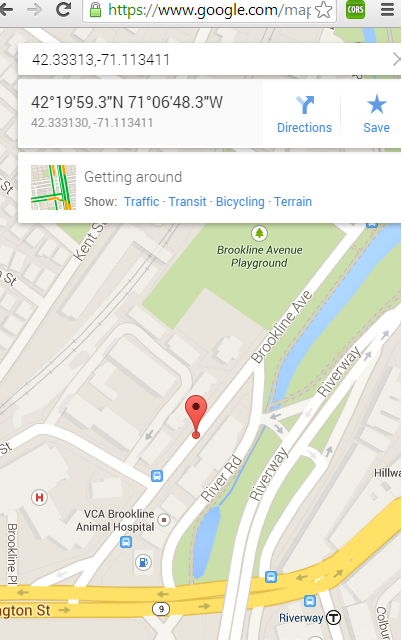 https://www.google.com/map
CORS
42.33313,-71.113411
42°19'59.3"N 71°06'48.3"W
42.333130, -71.113411
Directions
Save
Getting around
Show: Traffic · Transit · Bicycling · Terrain
Kent St
a St
Brookline Avenue
Playground
Brookline Ave
Riverway
St
River Rd
Riverway
H
VCA Brookline
Animal Hospital
Hillw
Brookline Pl
ngton St
9
Riverway T
Colbu